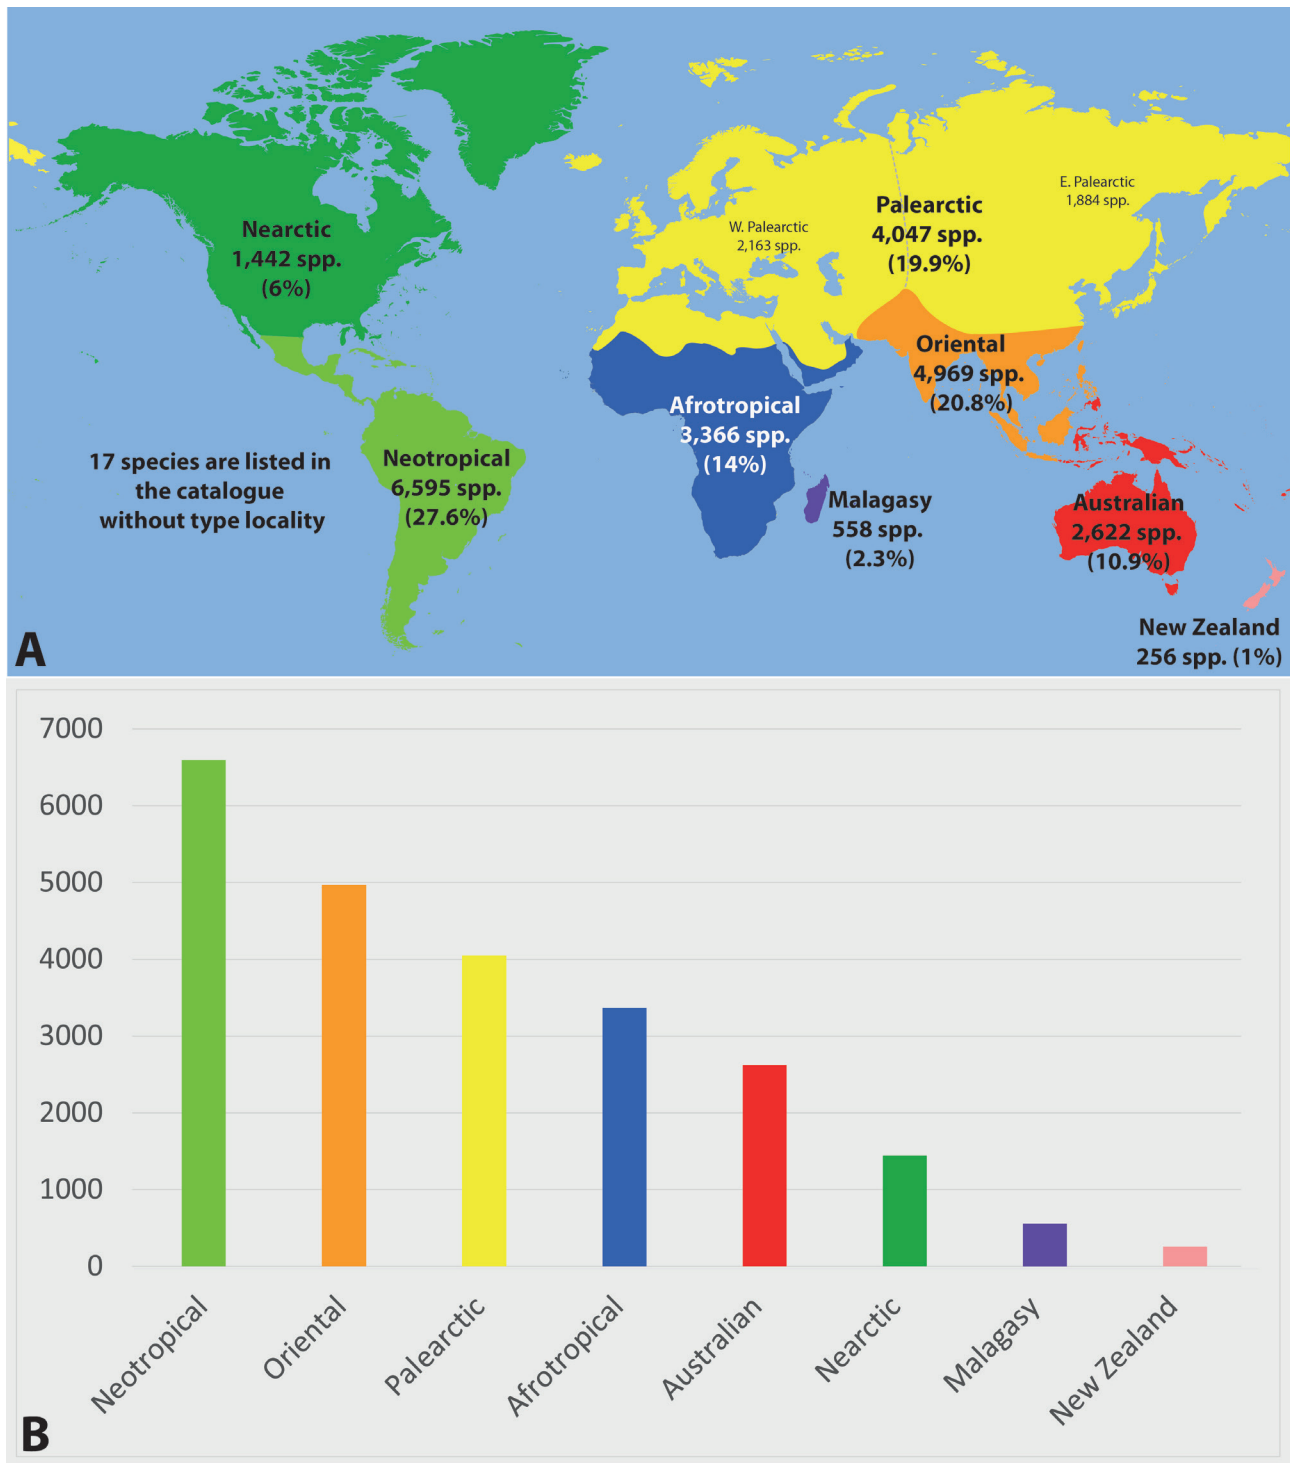 E. Palearctic
1,884 spp.
Palearctic
4,047 spp.
(19.9%)
W. Palearctic
2,163 spp.
Nearctic
1,442 spp.
(6%)
Oriental
4,969 spp.
(20.8%)
Afrotropical
3,366 spp.
(14%)
17 species are listed in
the catalogue
without type locality
Neotropical
6,595 spp.
(27.6%)
Malagasy
558 spp.
(2.3%)
Australian
2,622 spp.
(10.9%)
New Zealand
256 spp. (1%)
A
7000
6000
5000
4000
3000
2000
1000
0
Neotropical
Oriental
Palearctic
Afrotropical
Australian
Nearctic
Malagasy
New Zealand
B